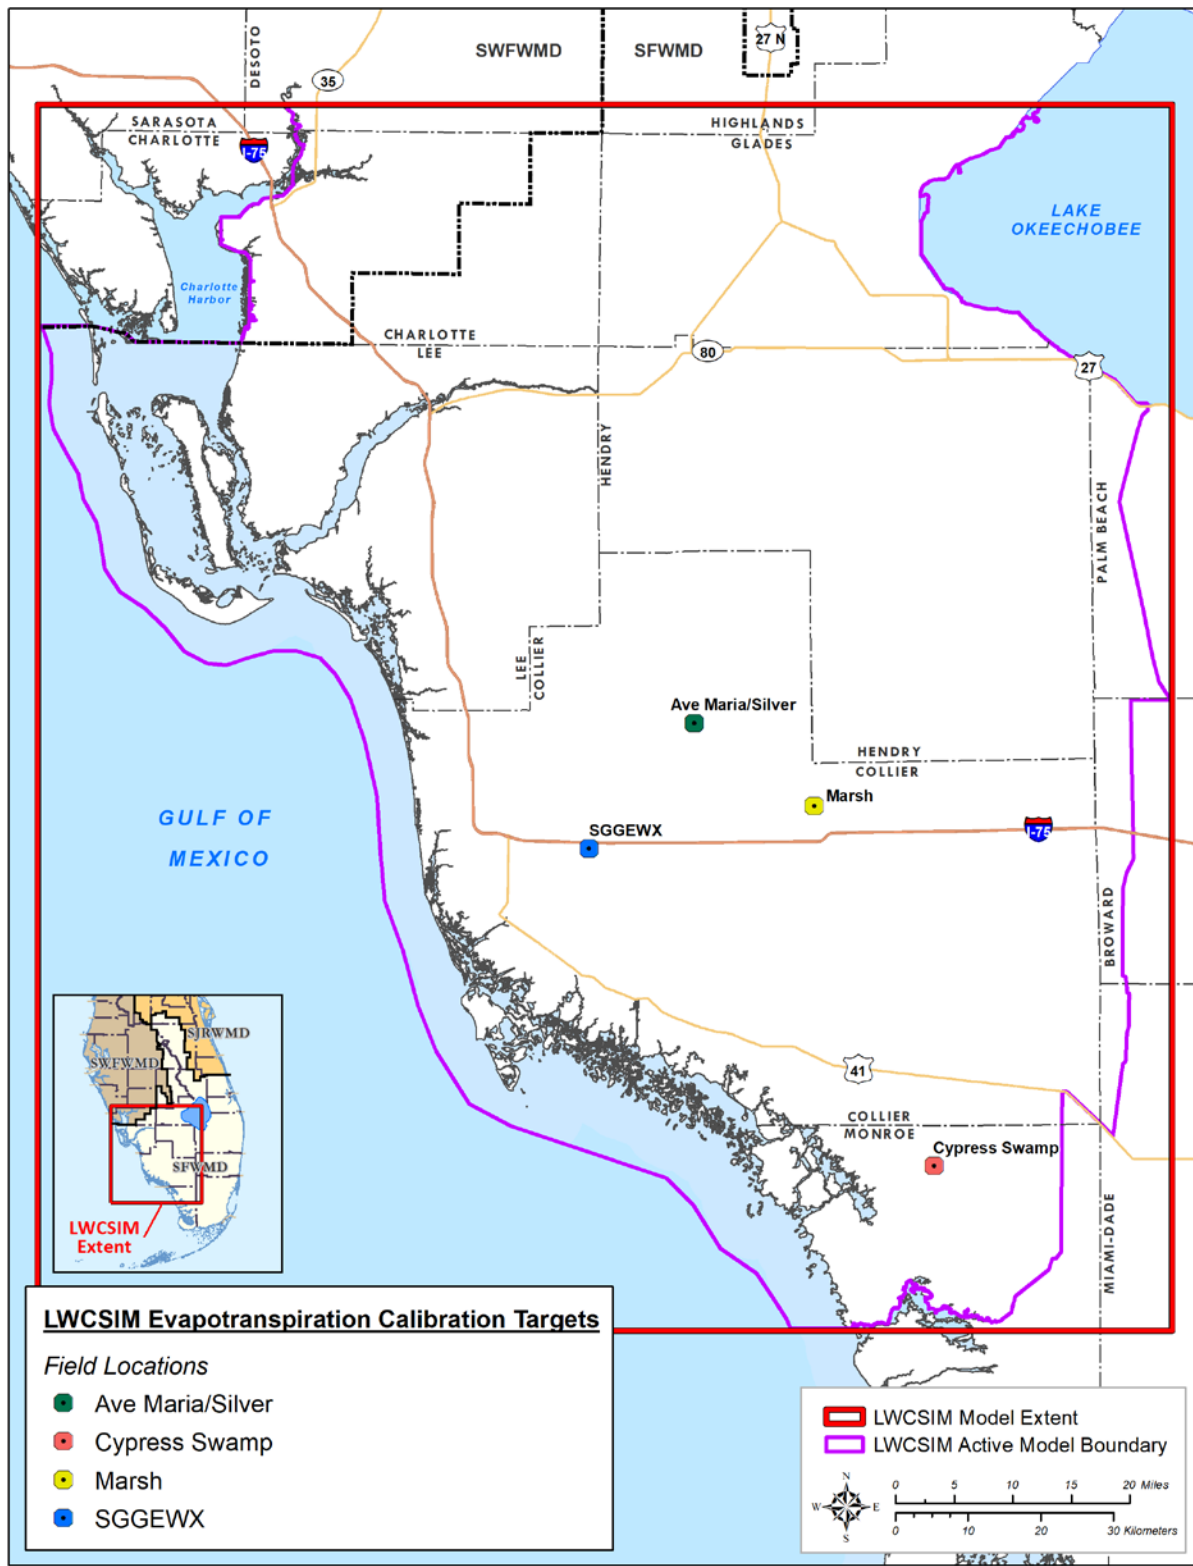 SWFWMD
SFWMD
27 N
DESOTO
35
SARASOTA
CHARLOTTE
I-75
HIGHLANDS
GLADES
LAKE
OKEECHOBEE
Charlotte
Harbor
CHARLOTTE
LEE
80
27
HENDRY
PALM BEACH
LEE
COLLIER
Ave Maria/Silver
HENDRY
COLLIER
Marsh
GULF OF
MEXICO
SGGEWX
I-75
BROWARD
41
COLLIER
MONROE
Cypress Swamp
MIAMI-DADE
SJRWMD
SWFWMD
SFWMD
LWCSIM
Extent
LWCSIM Evapotranspiration Calibration Targets
Field Locations
Ave Maria/Silver
Cypress Swamp
Marsh
SGGEWX
LWCSIM Model Extent
LWCSIM Active Model Boundary
N
W E
S
0 5 10 15 20 Miles
0 10 20 30 Kilometers